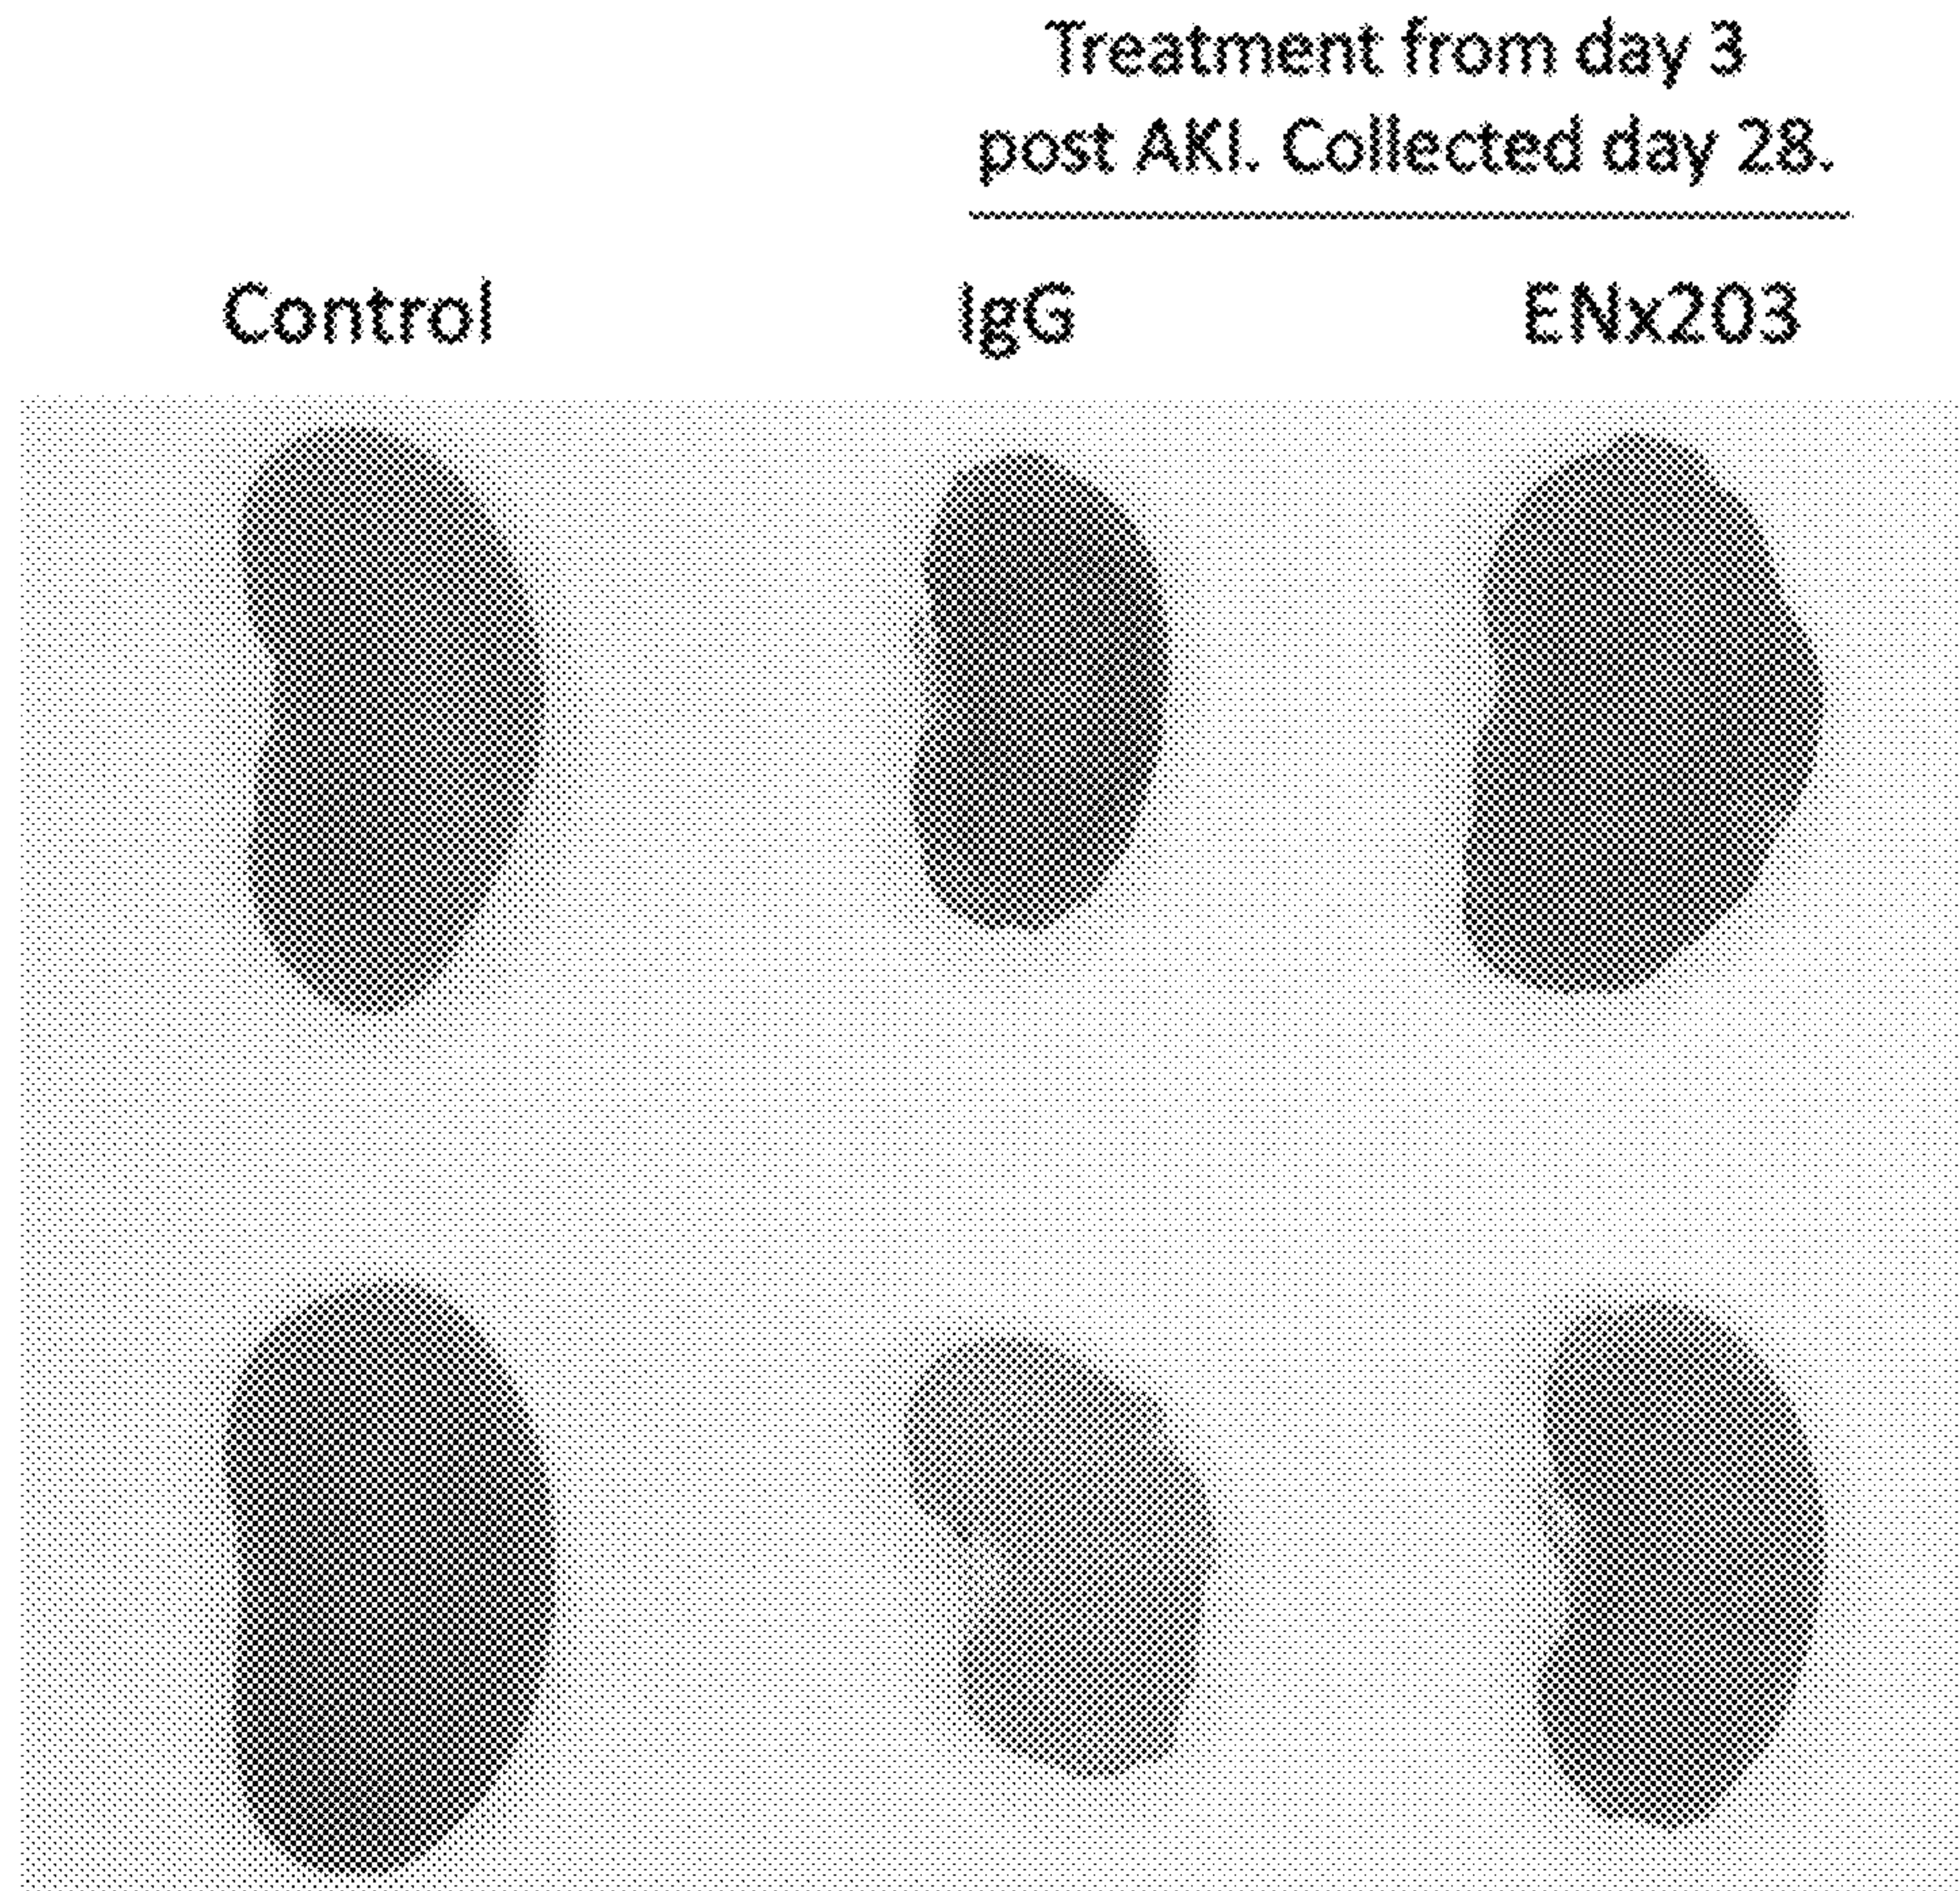 Treatment from day 3
post AKI. Collected day 28.
Control IgG ENx203